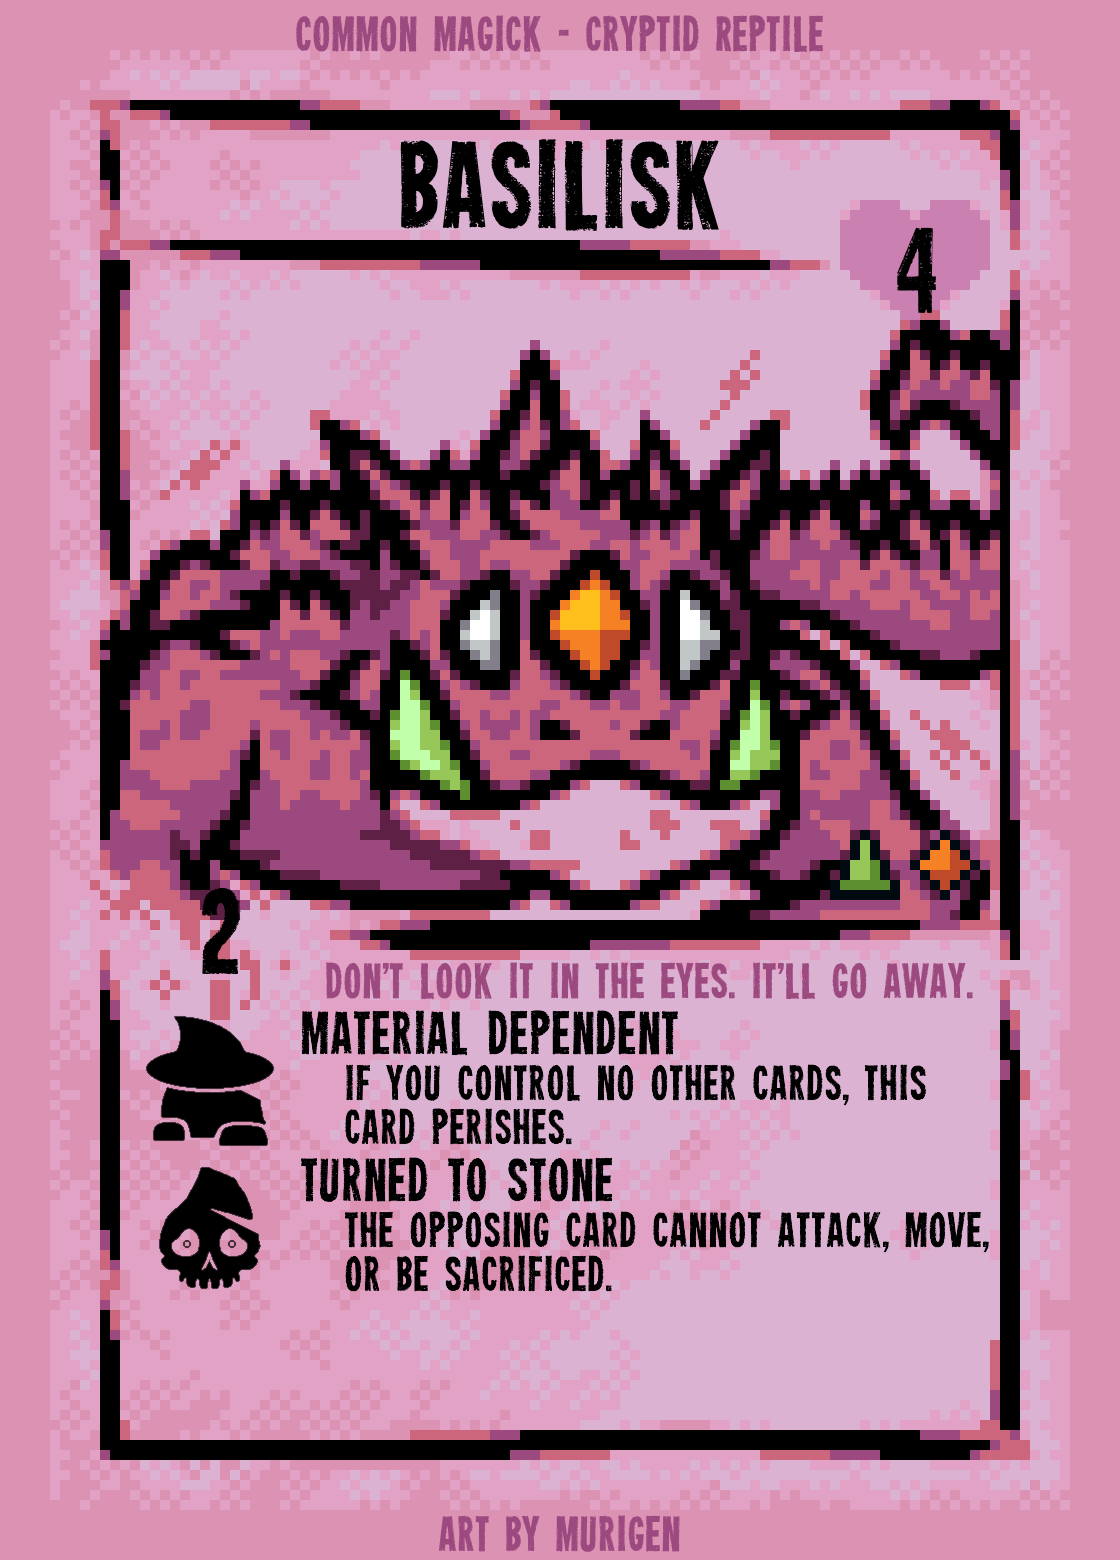 COMMON MAGICK - CRYPTID REPTILE
BASILISK
4
2
DON'T LOOK IT IN THE EYES. IT'LL GO AWAY.
MATERIAL DEPENDENT
IF YOU CONTROL NO OTHER CARDS, THIS
CARD PERISHES.
TURNED TO STONE
THE OPPOSING CARD CANNOT ATTACK, MOVE,
OR BE SACRIFICED.
ART BY MURIGEN